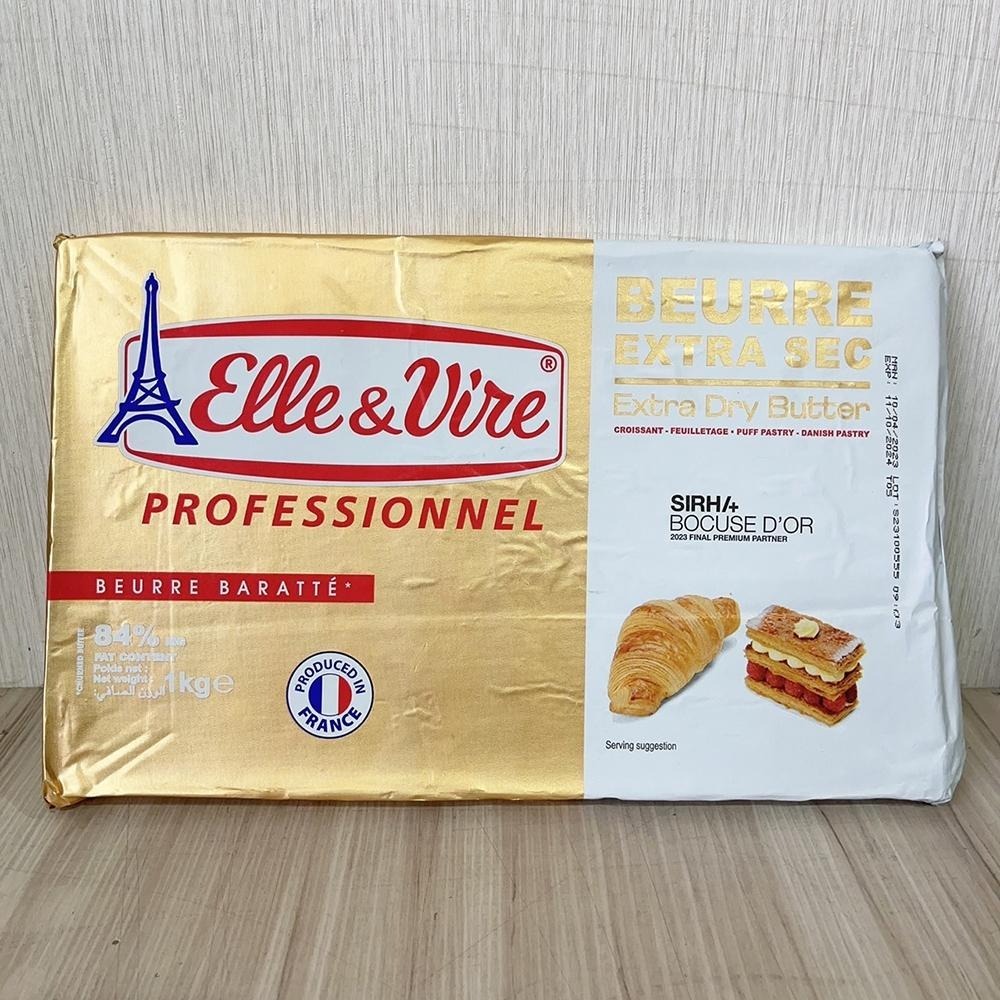 Elle & Vire®
PROFESSIONNEL
BEURRE BARATTÉ*
*CHURNED BUTTER
84%
FAT CONTENT
Poids net :
Net weight :
الوزن الصافي:
1kg e
PRODUCED IN
FRANCE
BEURRE
EXTRA SEC
Extra Dry Butter
CROISSANT - FEUILLETAGE • PUFF PASTRY - DANISH PASTRY
SIRH/+
BOCUSE D'OR
2023 FINAL PREMIUM PARTNER
Serving suggestion
MAN : 10/04/2023 LOT : S23100555 09:03
EXP : 11/10/2024 T05